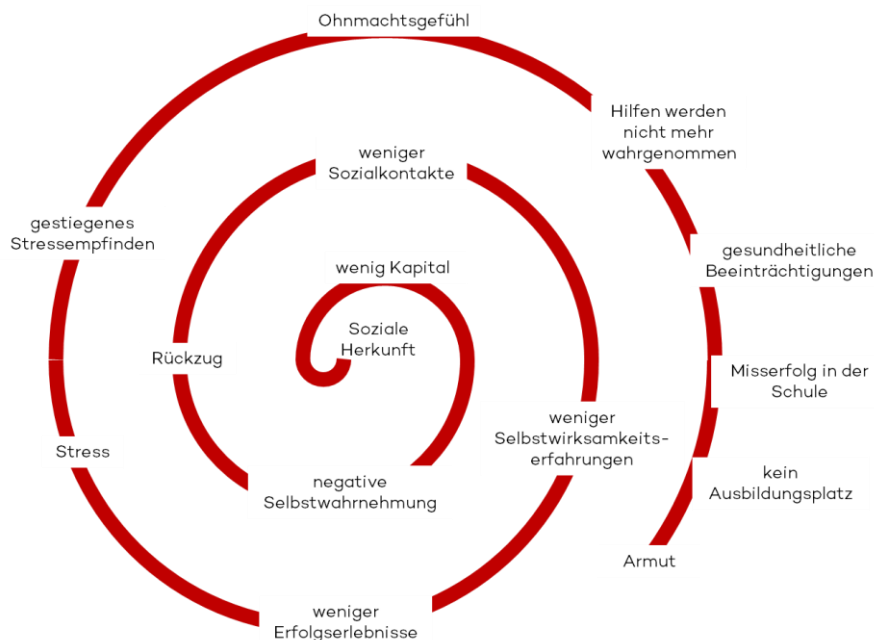 Ohnmachtsgefühl
Hilfen werden
nicht mehr
wahrgenommen
weniger
Sozialkontakte
gestiegenes
Stressempfinden
gesundheitliche
Beeinträchtigungen
wenig Kapital
Soziale
Herkunft
Rückzug
Misserfolg in der
Schule
weniger
Selbstwirksamkeits-
erfahrungen
Stress
negative
Selbstwahrnehmung
kein
Ausbildungsplatz
Armut
weniger
Erfolgserlebnisse